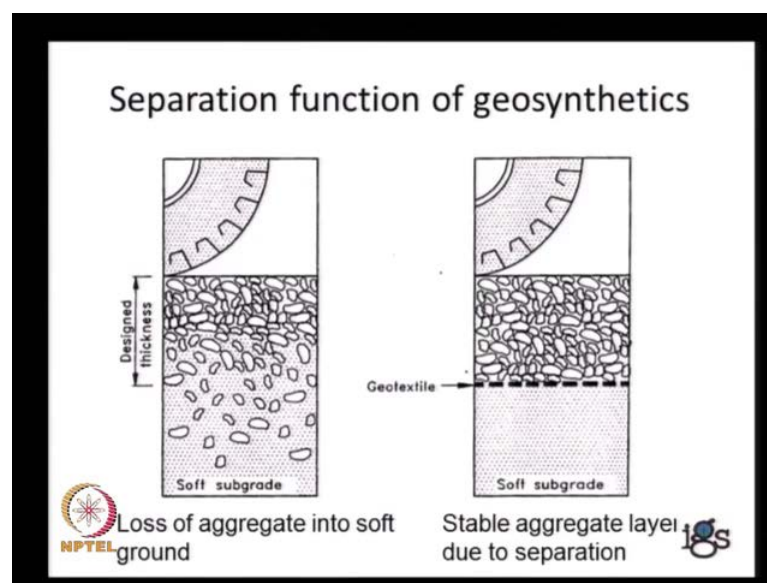 Separation function of geosynthetics
Designed
thickness
Soft subgrade
Geotextile
Soft subgrade
Loss of aggregate into soft
ground
Stable aggregate layer
due to separation
NPTEL
igs